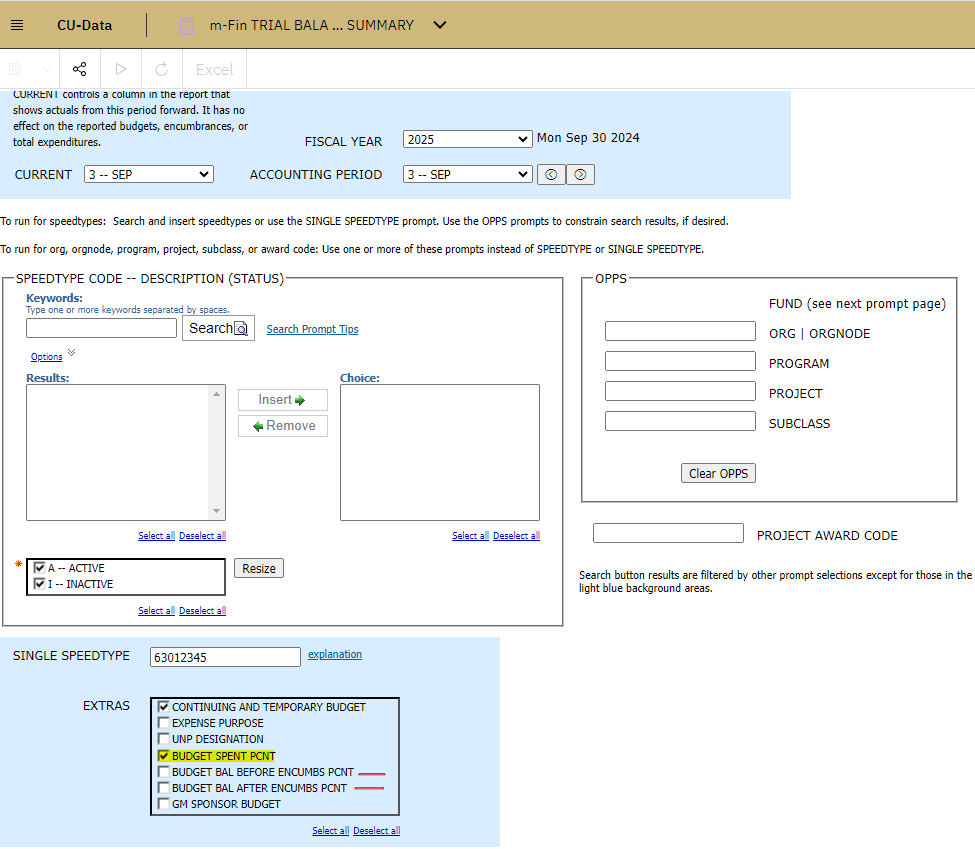 CU-Data
m-Fin TRIAL BALA ... SUMMARY
Excel
CURRENT controls a column in the report that
shows actuals from this period forward. It has no
effect on the reported budgets, encumbrances, or
total expenditures.
FISCAL YEAR 2025 Mon Sep 30 2024
CURRENT 3 -- SEP ACCOUNTING PERIOD 3 -- SEP
To run for speedtypes: Search and insert speedtypes or use the SINGLE SPEEDTYPE prompt. Use the OPPS prompts to constrain search results, if desired.
To run for org, orgnode, program, project, subclass, or award code: Use one or more of these prompts instead of SPEEDTYPE or SINGLE SPEEDTYPE.
SPEEDTYPE CODE -- DESCRIPTION (STATUS)
Keywords:
Type one or more keywords separated by spaces.
Search Search Prompt Tips
Options
Results: Choice:
Insert
Remove
Select all Deselect all Select all Deselect all
* A -- ACTIVE Resize
I -- INACTIVE
Select all Deselect all
OPPS
FUND (see next prompt page)
ORG | ORGNODE
PROGRAM
PROJECT
SUBCLASS
Clear OPPS
PROJECT AWARD CODE
Search button results are filtered by other prompt selections except for those in the
light blue background areas.
SINGLE SPEEDTYPE 63012345 explanation
EXTRAS CONTINUING AND TEMPORARY BUDGET
EXPENSE PURPOSE
UNP DESIGNATION
BUDGET SPENT PCNT
BUDGET BAL BEFORE ENCUMBS PCNT
BUDGET BAL AFTER ENCUMBS PCNT
GM SPONSOR BUDGET
Select all Deselect all